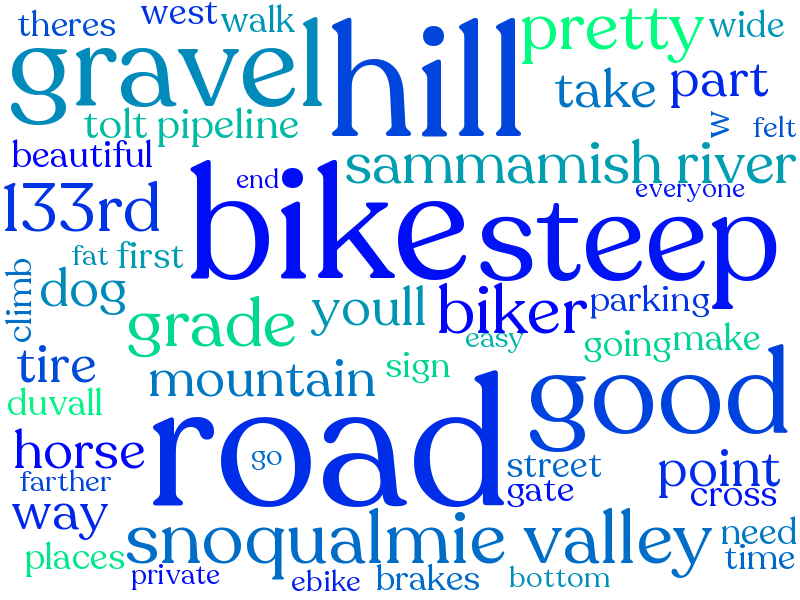 theres west walk pretty wide
gravel hill take part
tolt pipeline w felt
beautiful sammamish river
133rd end bike steep everyone
fat first
climb dog youll biker parking
grade easy going make
tire mountain sign good
duvall road
horse go street point
farther gate cross
way snoqualmie valley need
places time
private ebike brakes bottom